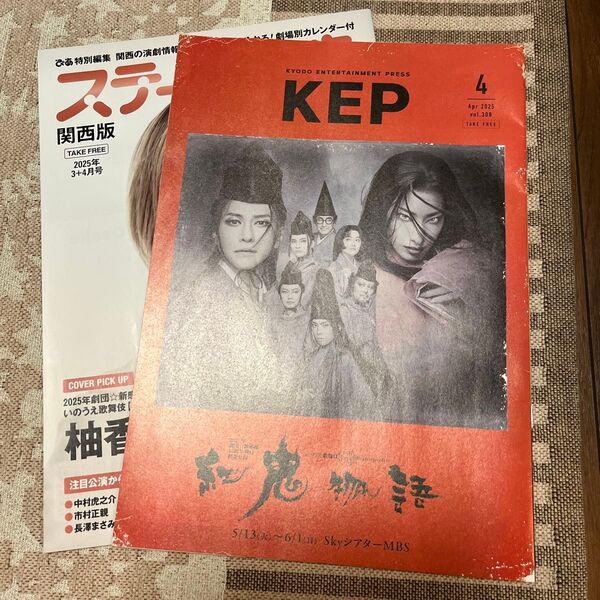 ぴあ特別編集 関西の演劇情報
る!劇場別カレンダー付
ステー
関西版
TAKE FREE
2025年
3+4月号
COVER PICK UP
2025年劇団☆新感
いのうえ歌舞伎
柚香
注目公演から
●中村虎之介
●市村正親
●長澤まさみ
KYODO ENTERTAINMENT PRESS
KEP
4
Apr 2025
vol.308
TAKE FREE
紅鬼物語
5/13(火)〜6/1(日) SkyシアターMBS